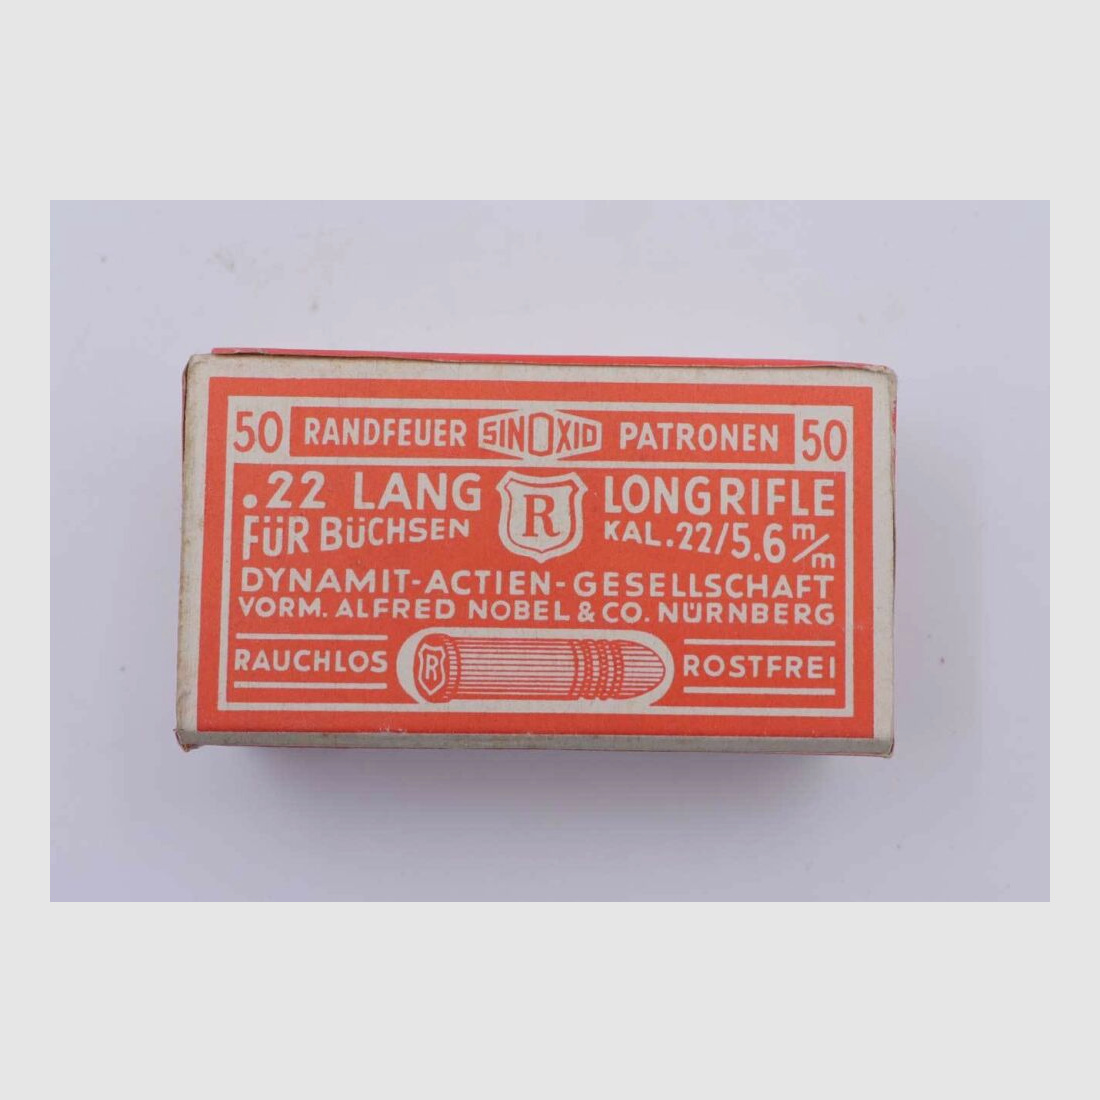 50 RANDFEUER SINOXID PATRONEN 50
.22 LANG R LONGRIFLE
FÜR BÜCHSEN KAL..22/5.6 m/m
DYNAMIT-ACTIEN-GESELLSCHAFT
VORM. ALFRED NOBEL & CO. NÜRNBERG
RAUCHLOS R ROSTFREI